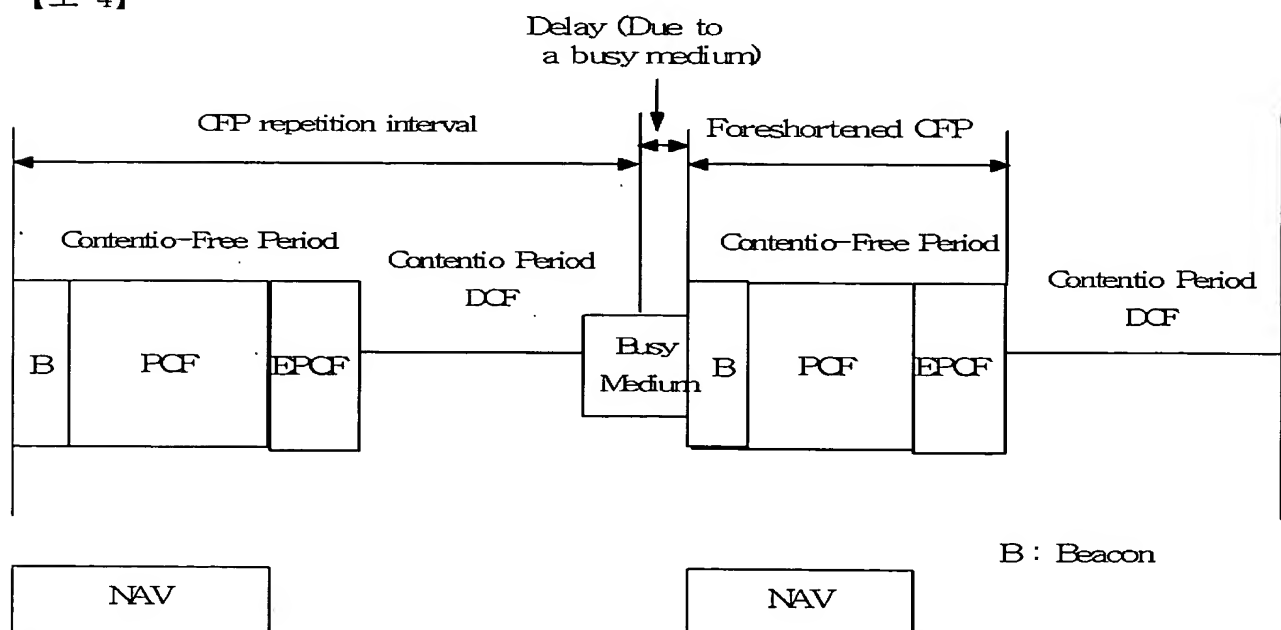 4】
Delay (Due to
a busy medium)
CFP repetition interval
Foreshortened CFP
Contentio-Free Period
Contentio Period
DCF
Contentio-Free Period
Contentio Period
DCF
B
PCF
EPCF
Busy
Medium
B
PCF
EPCF
B : Beacon
NAV
NAV